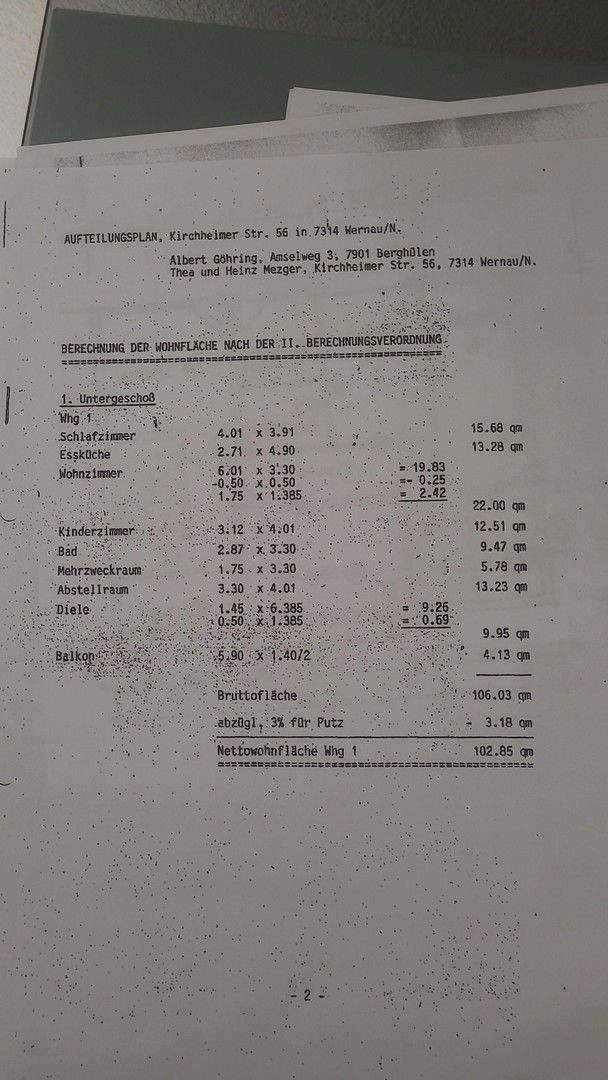 AUFTEILUNGSPLAN, Kirchheimer Str. 56 in 7314 Wernau/N.
Albert Göhring, Amselweg 3, 7901 Berghülen
Thea und Heinz Mezger, Kirchheimer Str. 56, 7314 Wernau/N.
BERECHNUNG DER WOHNFLÄCHE NACH DER II. BERECHNUNGSVERORDNUNG
1. Untergeschoß
Whg 1
Schlafzimmer 4.01 x 3.91 15.68 qm
Essküche 2.71 x 4.90 13.28 qm
Wohnzimmer 6.01 x 3.30 = 19.83
-0.50 x 0.50 =- 0.25
1.75 x 1.385 = 2.42
22.00 qm
Kinderzimmer 3.12 x 4.01 12.51 qm
Bad 2.87 x 3.30 9.47 qm
Mehrzweckraum 1.75 x 3.30 5.78 qm
Abstellraum 3.30 x 4.01 13.23 qm
Diele 1.45 x 6.385 = 9.26
0.50 x 1.385 = 0.69
9.95 qm
Balkon 5.90 x 1.40/2 4.13 qm
Bruttofläche 106.03 qm
abzügl. 3% für Putz - 3.18 qm
Nettowohnfläche Whg 1 102.85 qm
- 2 -